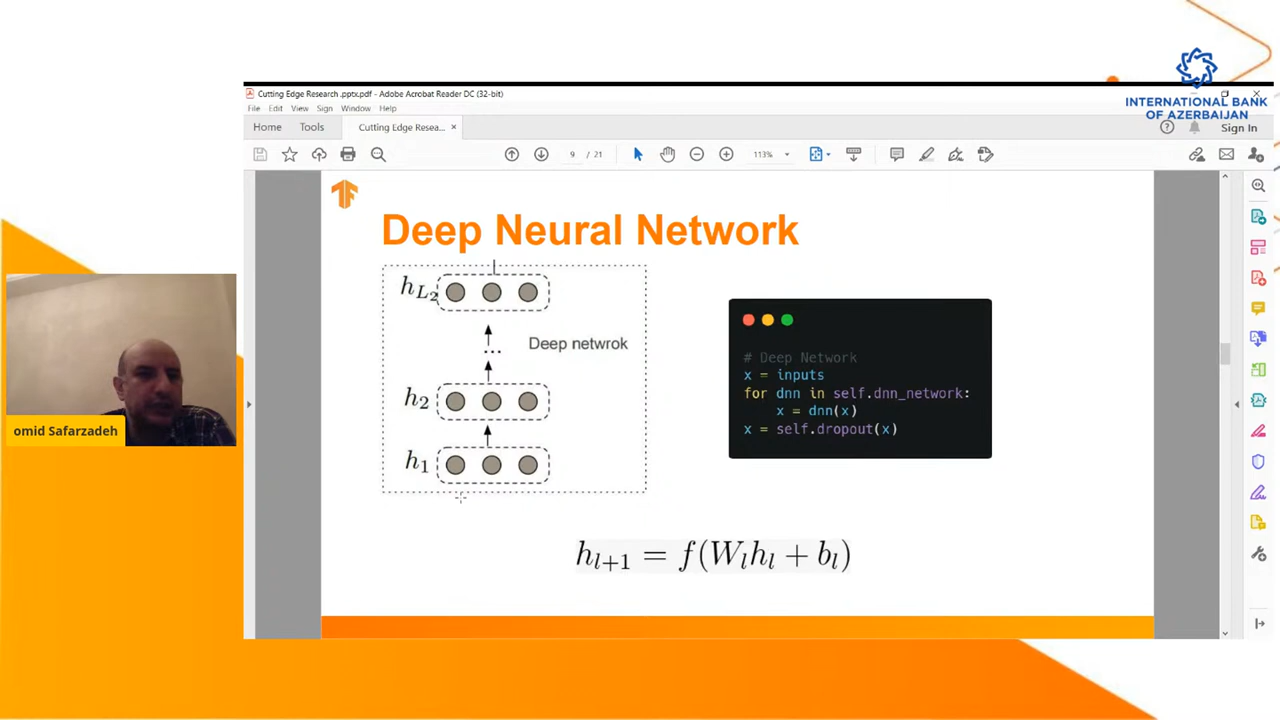 INTERNATIONAL BANK
OF AZERBAIJAN
Cutting Edge Research .pptx.pdf - Adobe Acrobat Reader DC (32-bit)
File Edit View Sign Window Help
Home Tools Cutting Edge Resea... ×
? Sign In
9 / 21 113%
Deep Neural Network
h_{L_2}
...
Deep netwrok
h_2
h_1
# Deep Network
x = inputs
for dnn in self.dnn_network:
x = dnn(x)
x = self.dropout(x)
h_{l+1} = f(W_l h_l + b_l)
omid Safarzadeh